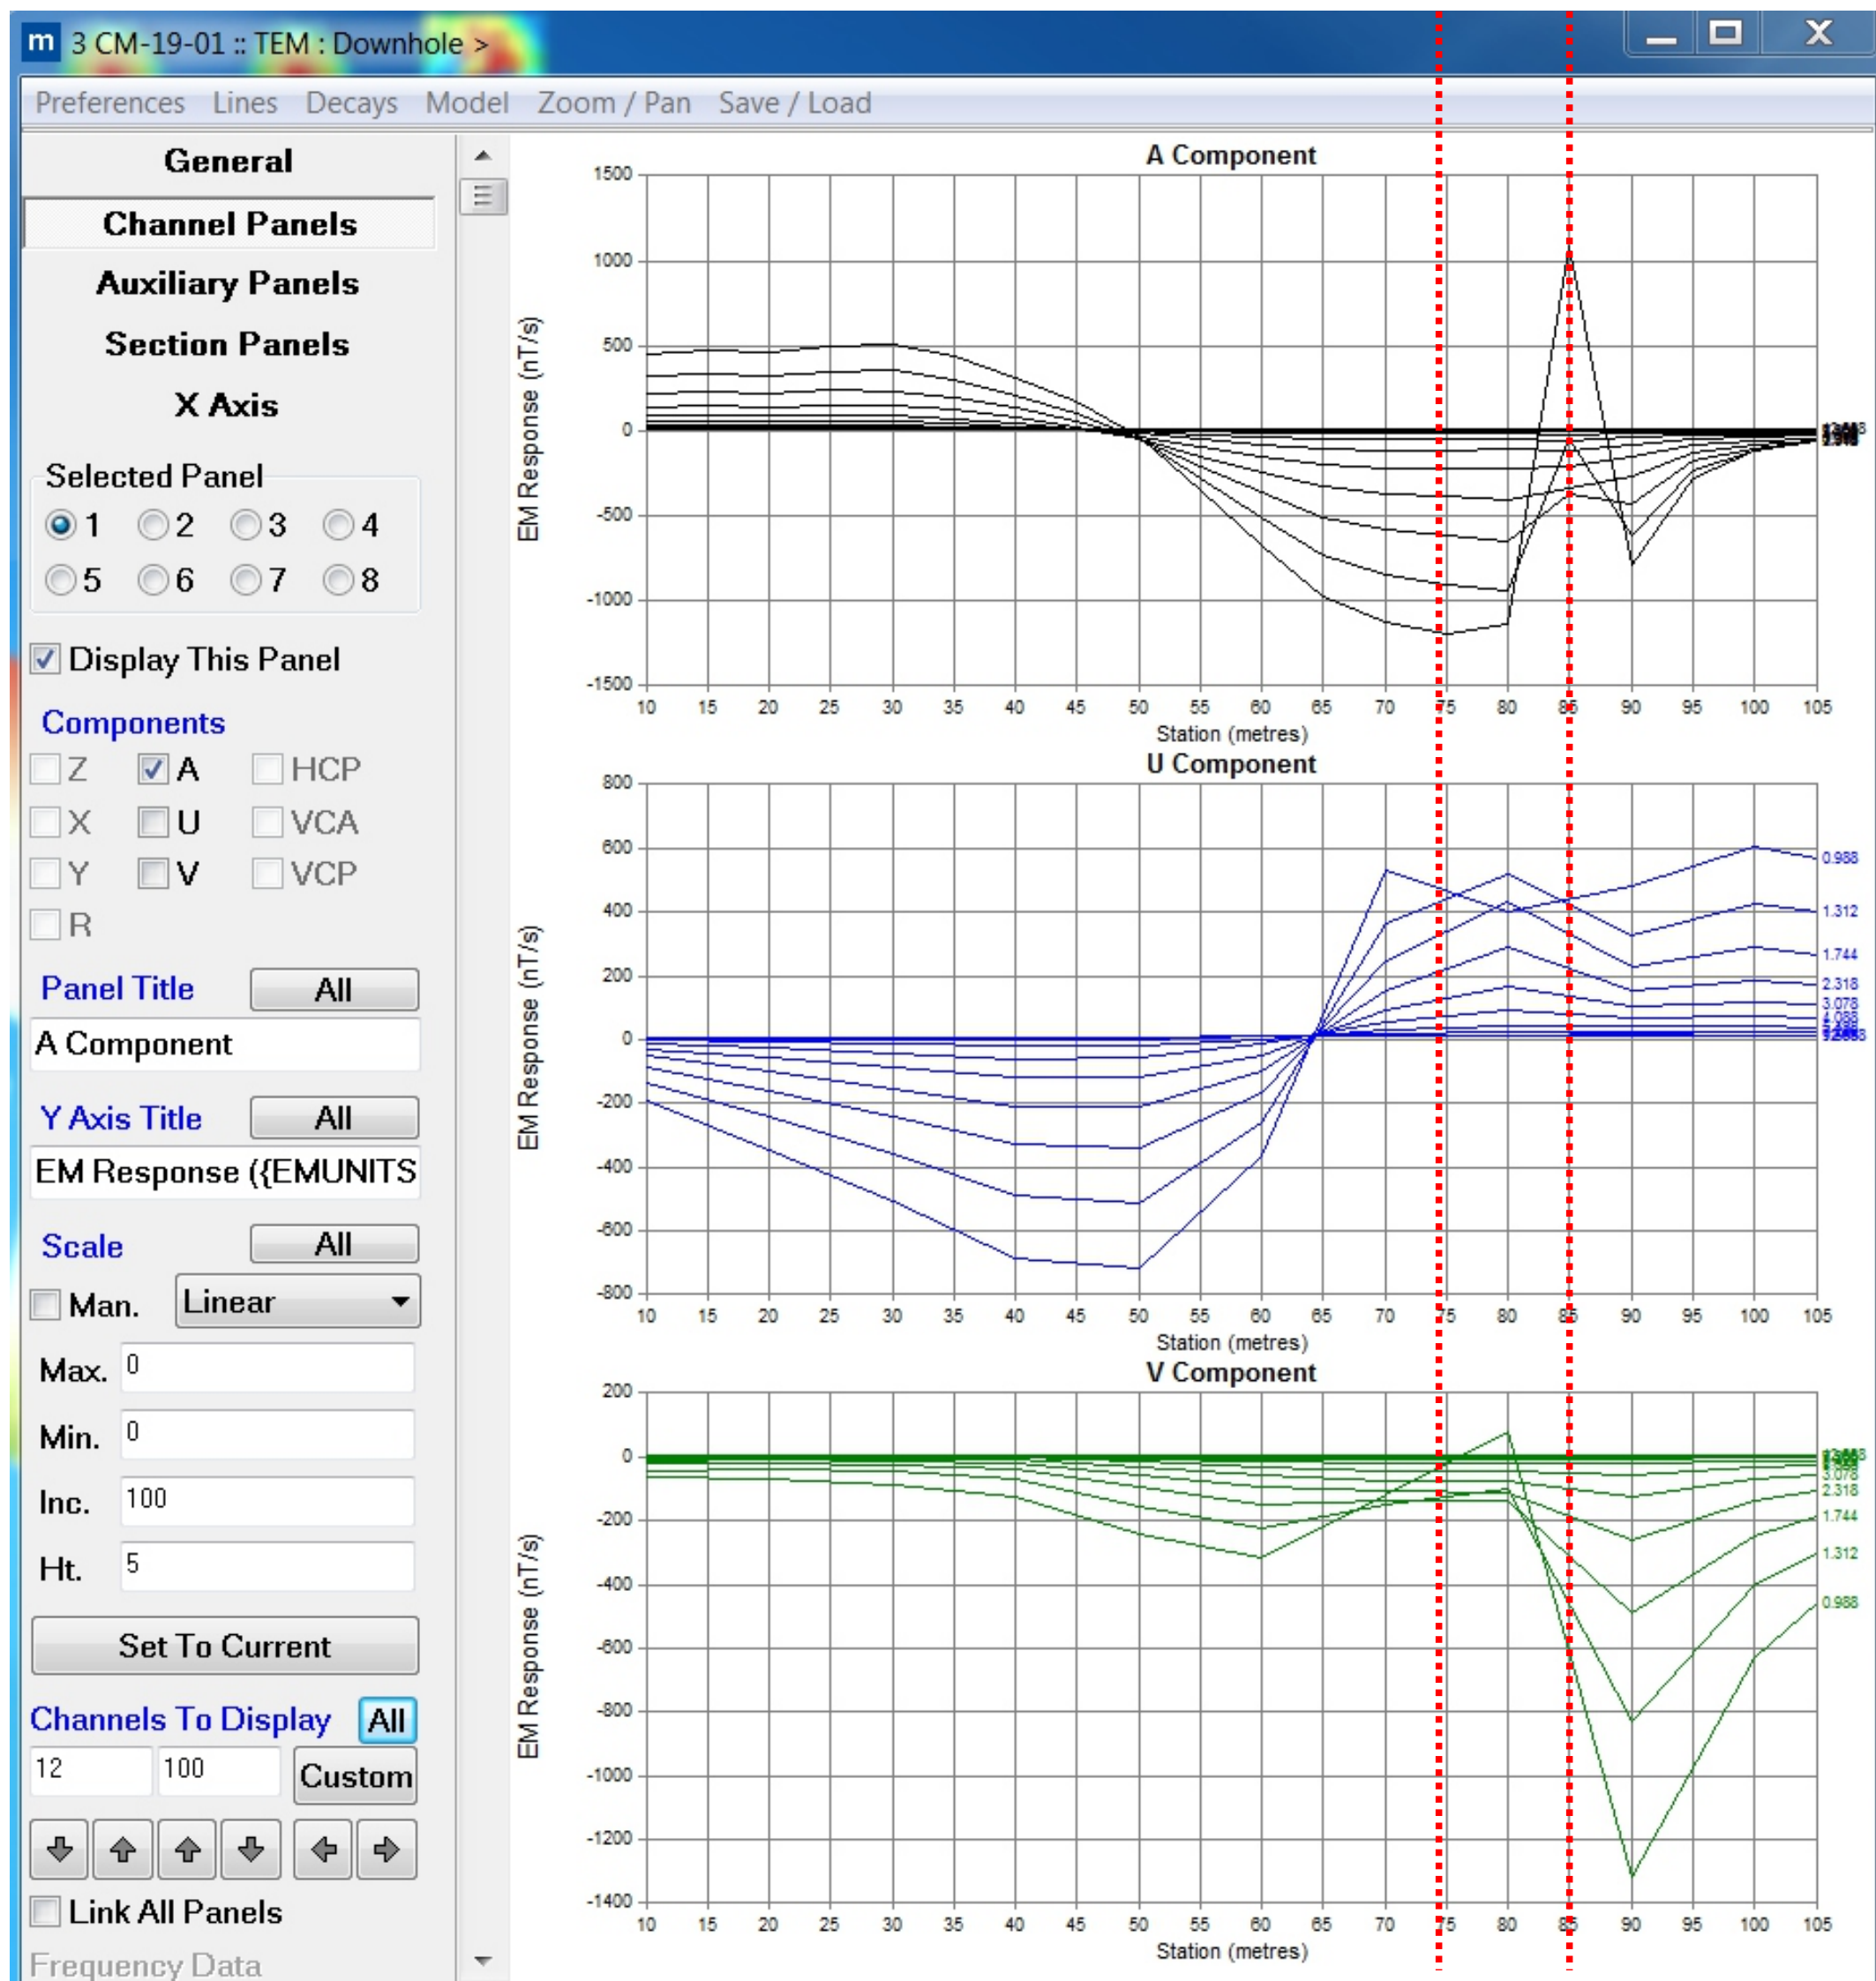 m 3 CM-19-01 :: TEM : Downhole >
Preferences Lines Decays Model Zoom / Pan Save / Load
General
Channel Panels
Auxiliary Panels
Section Panels
X Axis
Selected Panel
1 2 3 4
5 6 7 8
Display This Panel
Components
Z A HCP
X U VCA
Y V VCP
R
Panel Title All
A Component
Y Axis Title All
EM Response ({EMUNITS
Scale All
Man. Linear
Max. 0
Min. 0
Inc. 100
Ht. 5
Set To Current
Channels To Display All
12 100 Custom
Link All Panels
Frequency Data
A Component
EM Response (nT/s)
1500
1000
500
0
-500
-1000
-1500
10 15 20 25 30 35 40 45 50 55 60 65 70 75 80 85 90 95 100 105
Station (metres)
U Component
EM Response (nT/s)
800
600
400
200
0
-200
-400
-600
-800
0.988
1.312
1.744
2.318
3.078
4.088
10 15 20 25 30 35 40 45 50 55 60 65 70 75 80 85 90 95 100 105
Station (metres)
V Component
EM Response (nT/s)
200
0
-200
-400
-600
-800
-1000
-1200
-1400
3.078
2.318
1.744
1.312
0.988
10 15 20 25 30 35 40 45 50 55 60 65 70 75 80 85 90 95 100 105
Station (metres)